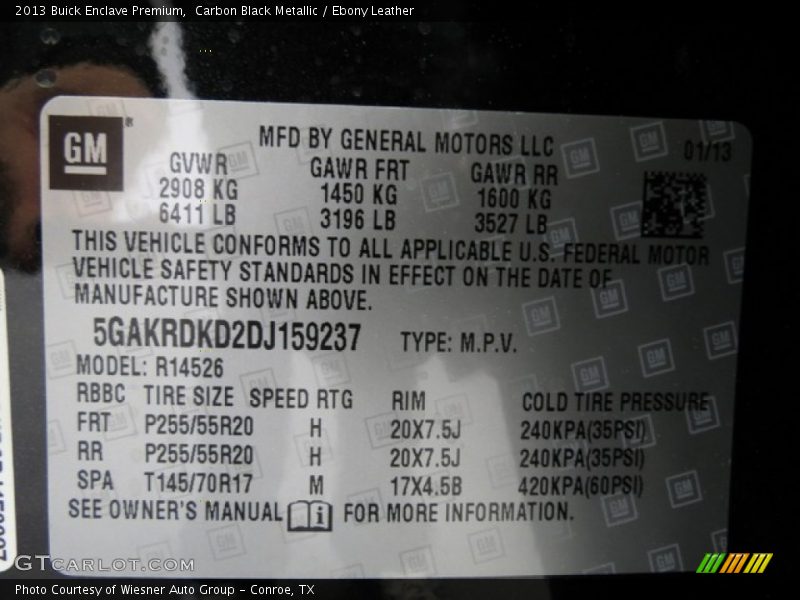 2013 Buick Enclave Premium,  Carbon Black Metallic / Ebony Leather
GM®
MFD BY GENERAL MOTORS LLC
01/13
GVWR GAWR FRT GAWR RR
2908 KG 1450 KG 1600 KG
6411 LB 3196 LB 3527 LB
THIS VEHICLE CONFORMS TO ALL APPLICABLE U.S. FEDERAL MOTOR
VEHICLE SAFETY STANDARDS IN EFFECT ON THE DATE OF
MANUFACTURE SHOWN ABOVE.
5GAKRDKD2DJ159237 TYPE: M.P.V.
MODEL: R14526
RBBC TIRE SIZE SPEED RTG RIM COLD TIRE PRESSURE
FRT P255/55R20 H 20X7.5J 240KPA(35PSI)
RR P255/55R20 H 20X7.5J 240KPA(35PSI)
SPA T145/70R17 M 17X4.5B 420KPA(60PSI)
SEE OWNER'S MANUAL FOR MORE INFORMATION.
GTCARLOT.COM
Photo Courtesy of Wiesner Auto Group - Conroe, TX